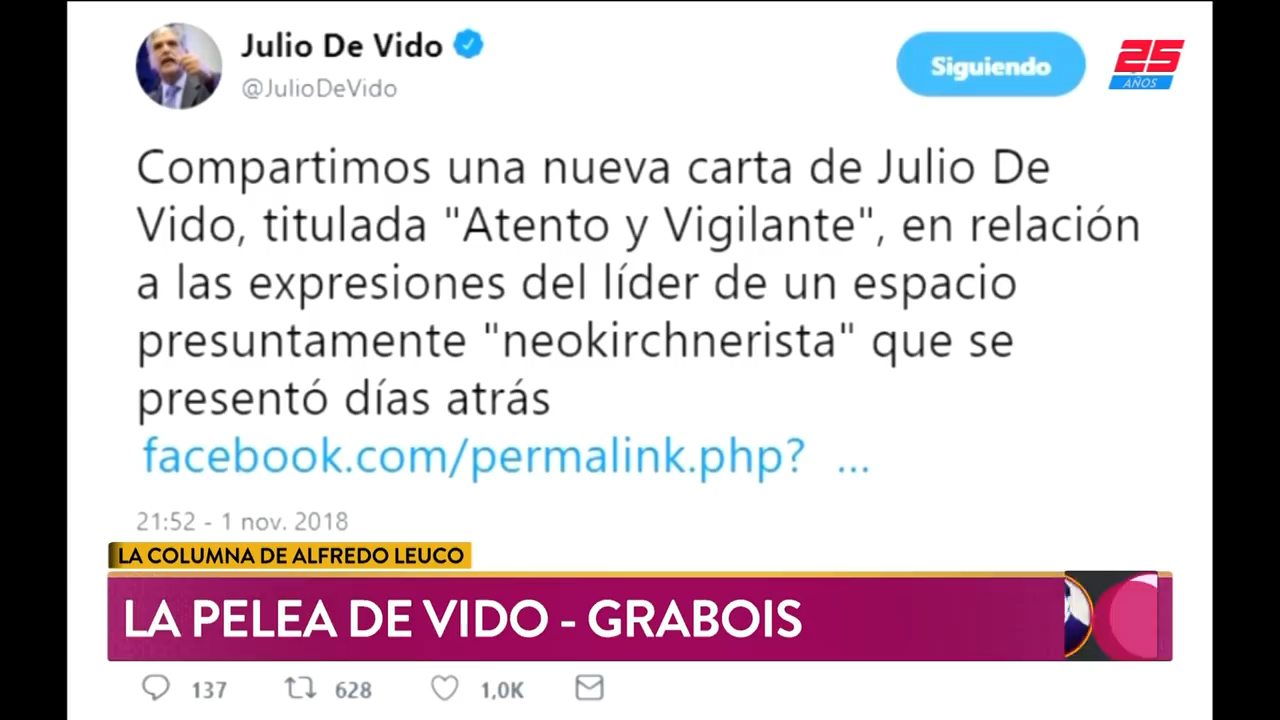 Julio De Vido
@JulioDeVido
Siguiendo
25
AÑOS
Compartimos una nueva carta de Julio De
Vido, titulada "Atento y Vigilante", en relación
a las expresiones del líder de un espacio
presuntamente "neokirchnerista" que se
presentó días atrás
facebook.com/permalink.php? ...
21:52 - 1 nov. 2018
LA COLUMNA DE ALFREDO LEUCO
LA PELEA DE VIDO - GRABOIS
137 628 1,0K